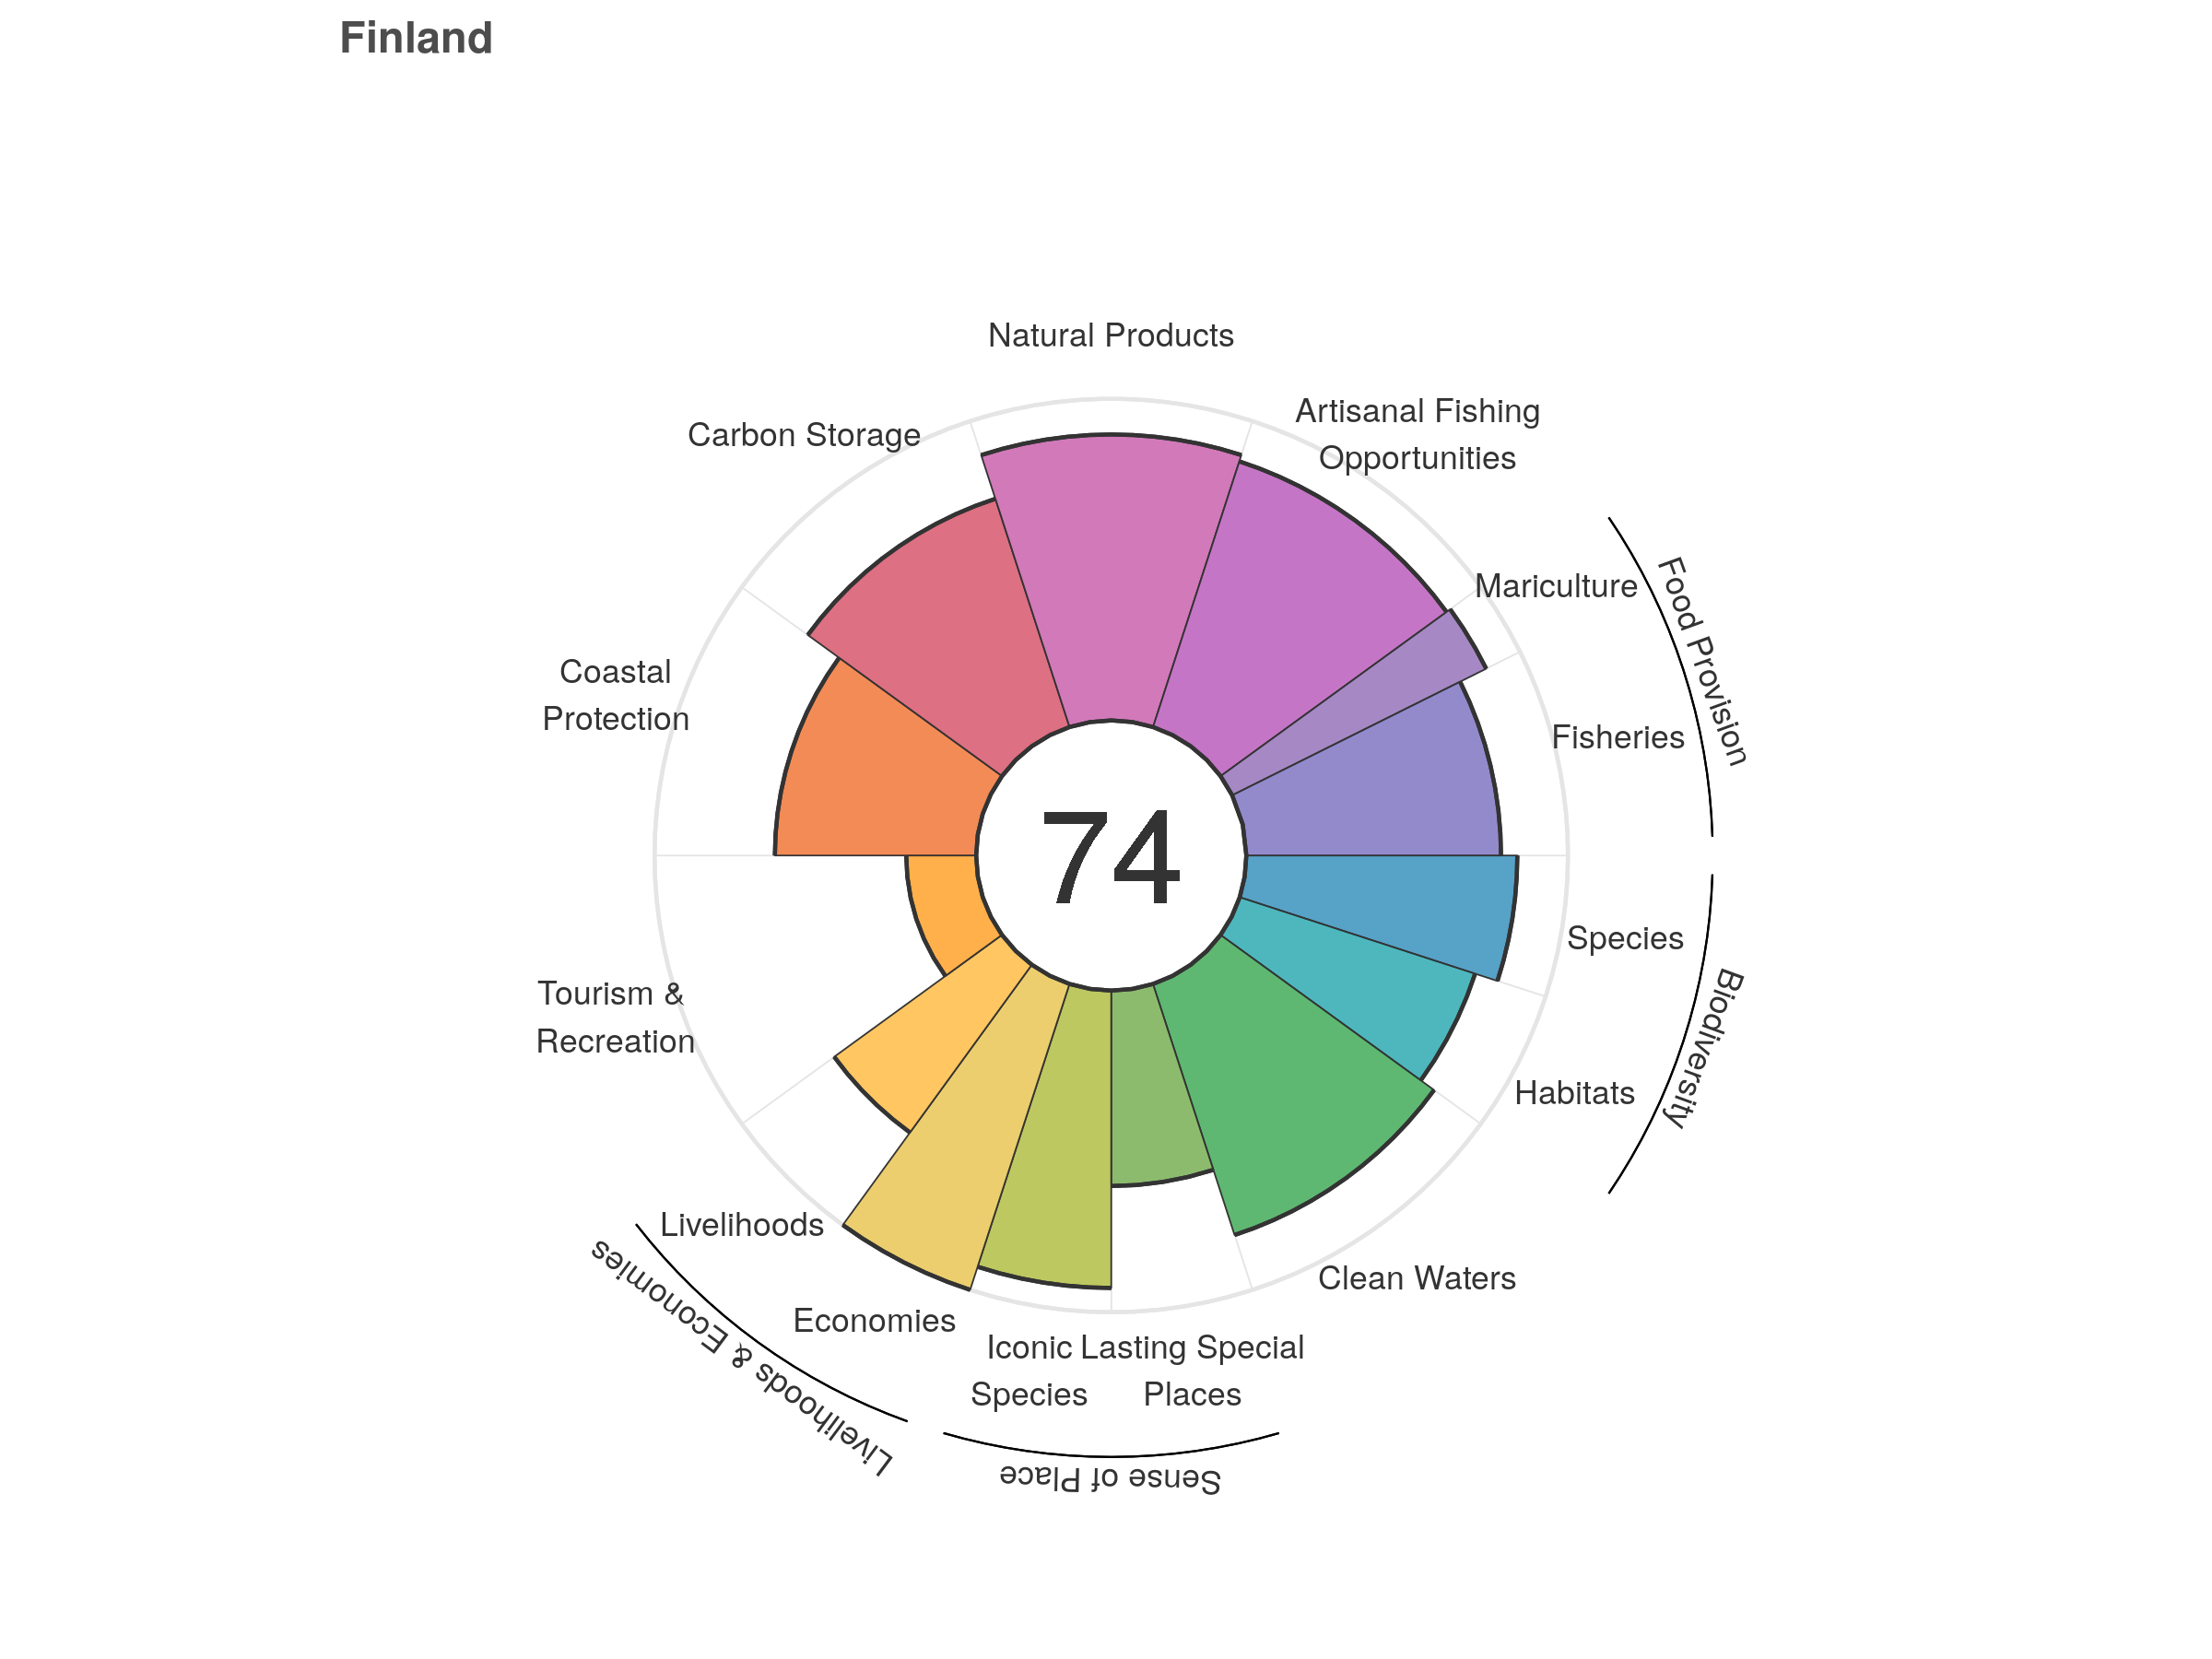 Finland
Natural Products
Artisanal Fishing
Opportunities
Carbon Storage
Mariculture
Food Provision
Coastal
Protection
Fisheries
74
Species
Biodiversity
Tourism &
Recreation
Habitats
Livelihoods
Clean Waters
Economies
Livelihoods & Economies
Iconic
Species
Lasting Special
Places
Sense of Place